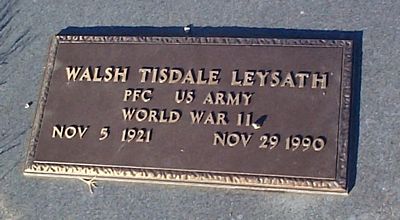 WALSH TISDALE LEYSATH
PFC US ARMY
WORLD WAR II
NOV 5 1921 NOV 29 1990